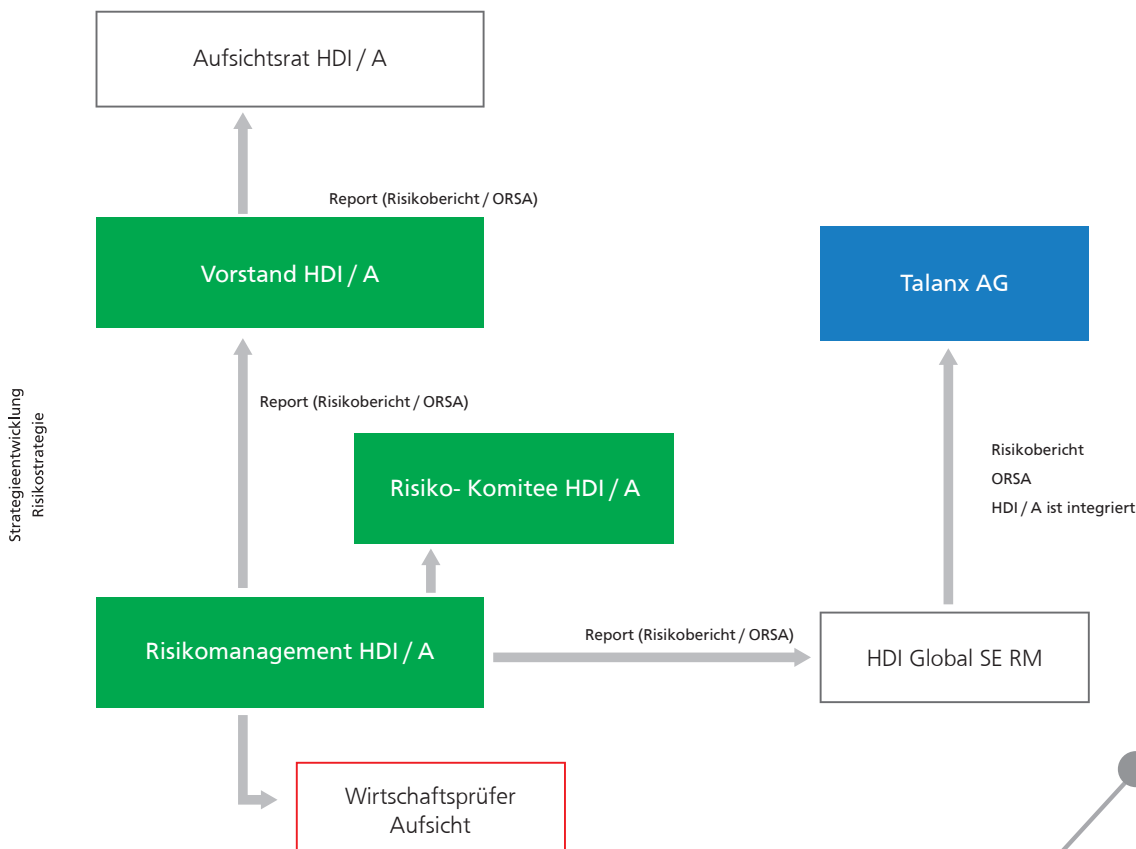 Aufsichtsrat HDI / A
Report (Risikobericht / ORSA)
Vorstand HDI / A
Talanx AG
Strategieentwicklung
Risikostrategie
Report (Risikobericht / ORSA)
Risikobericht
ORSA
HDI / A ist integriert
Risiko- Komitee HDI / A
Risikomanagement HDI / A
Report (Risikobericht / ORSA)
HDI Global SE RM
Wirtschaftsprüfer
Aufsicht